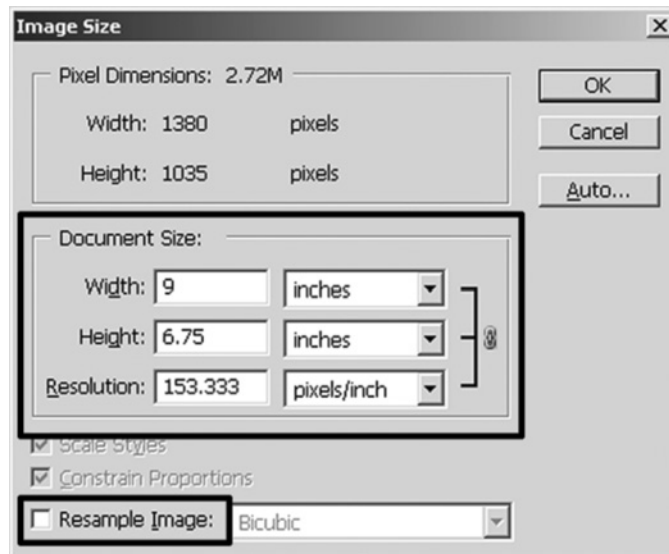 Image Size
Pixel Dimensions: 2.72M
Width: 1380 pixels
Height: 1035 pixels
OK
Cancel
Auto...
Document Size:
Width: 9 inches
Height: 6.75 inches
Resolution: 153.333 pixels/inch
Scale Styles
Constrain Proportions
Resample Image: Bicubic